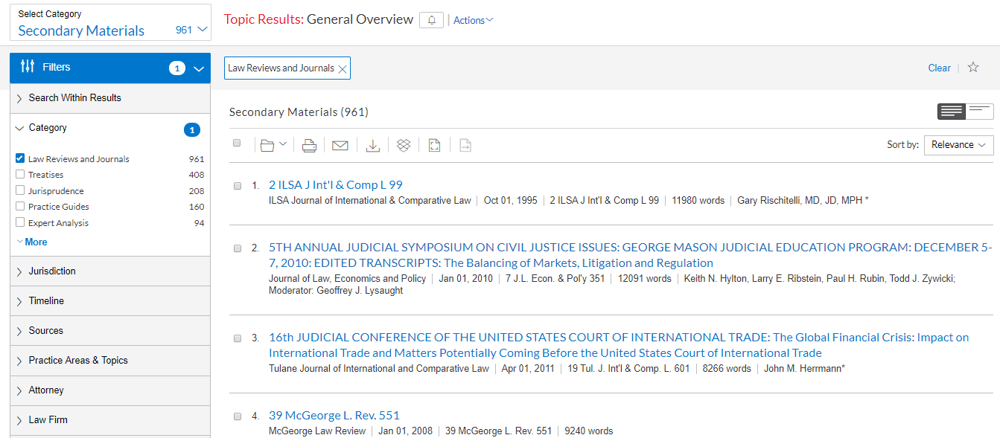 Select Category
Secondary Materials 961
Topic Results: General Overview
Actions
Filters 1
Law Reviews and Journals
Clear
Search Within Results
Category 1
Law Reviews and Journals 961
Treatises 408
Jurisprudence 208
Practice Guides 160
Expert Analysis 94
More
Jurisdiction
Timeline
Sources
Practice Areas & Topics
Attorney
Law Firm
Secondary Materials (961)
Sort by: Relevance
1. 2 ILSA J Int'l & Comp L 99
ILSA Journal of International & Comparative Law | Oct 01, 1995 | 2 ILSA J Int'l & Comp L 99 | 11980 words | Gary Rischitelli, MD, JD, MPH *
2. 5TH ANNUAL JUDICIAL SYMPOSIUM ON CIVIL JUSTICE ISSUES: GEORGE MASON JUDICIAL EDUCATION PROGRAM: DECEMBER 5-
7, 2010: EDITED TRANSCRIPTS: The Balancing of Markets, Litigation and Regulation
Journal of Law, Economics and Policy | Jan 01, 2010 | 7 J.L. Econ. & Pol'y 351 | 12091 words | Keith N. Hylton, Larry E. Ribstein, Paul H. Rubin, Todd J. Zywicki;
Moderator: Geoffrey J. Lysaught
3. 16th JUDICIAL CONFERENCE OF THE UNITED STATES COURT OF INTERNATIONAL TRADE: The Global Financial Crisis: Impact on
International Trade and Matters Potentially Coming Before the United States Court of International Trade
Tulane Journal of International and Comparative Law | Apr 01, 2011 | 19 Tul. J. Int'l & Comp. L. 601 | 8266 words | John M. Herrmann*
4. 39 McGeorge L. Rev. 551
McGeorge Law Review | Jan 01, 2008 | 39 McGeorge L. Rev. 551 | 9240 words